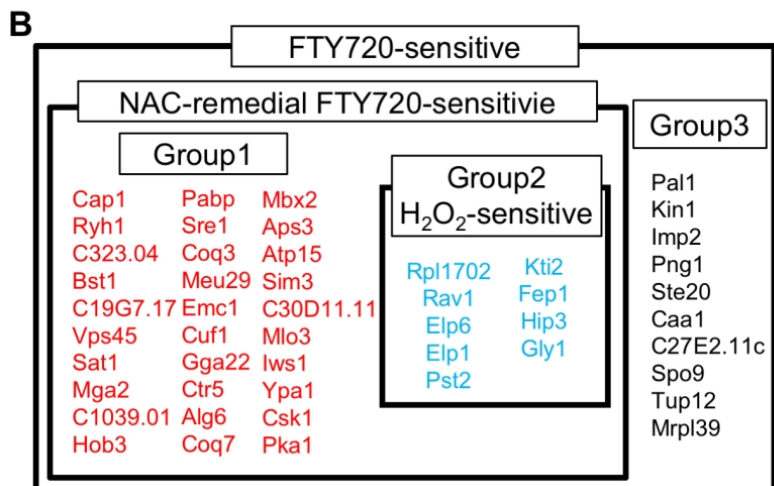 B
FTY720-sensitive
NAC-remedial FTY720-sensitivie
Group1
Cap1 Pabp Mbx2
Ryh1 Sre1 Aps3
C323.04 Coq3 Atp15
Bst1 Meu29 Sim3
C19G7.17 Emc1 C30D11.11
Vps45 Cuf1 Mlo3
Sat1 Gga22 Iws1
Mga2 Ctr5 Ypa1
C1039.01 Alg6 Csk1
Hob3 Coq7 Pka1
Group2
H₂O₂-sensitive
Rpl1702 Kti2
Rav1 Fep1
Elp6 Hip3
Elp1 Gly1
Pst2
Group3
Pal1
Kin1
Imp2
Png1
Ste20
Caa1
C27E2.11c
Spo9
Tup12
Mrpl39